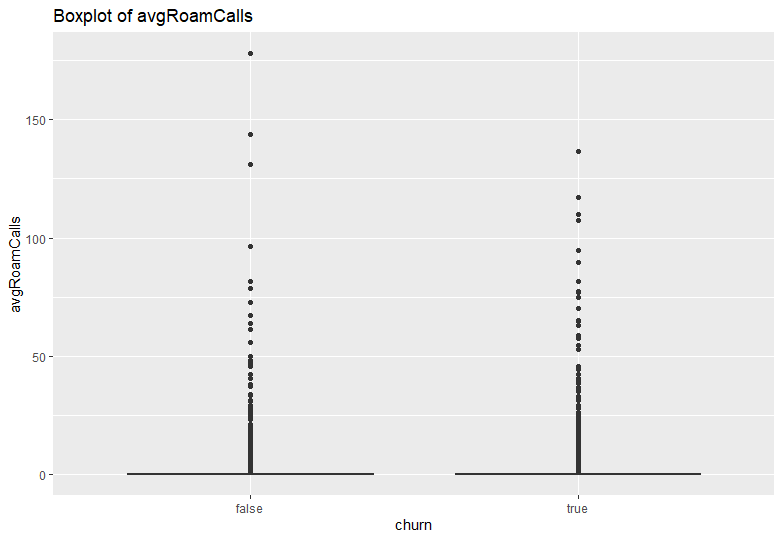 Boxplot of avgRoamCalls
avgRoamCalls
150
100
50
0
false true
churn